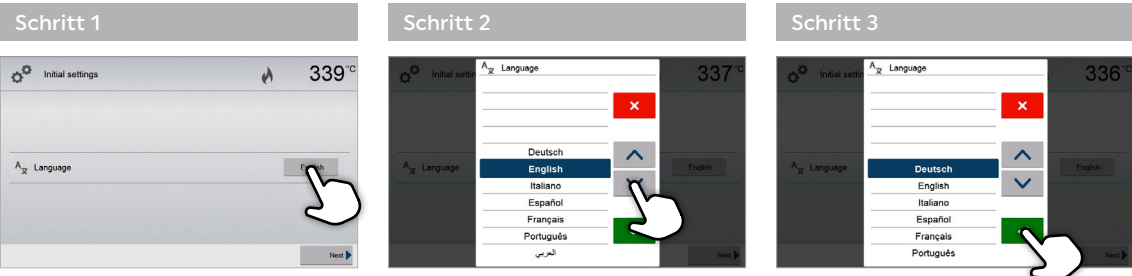 Schritt 1
Initial settings
339°C
Language
English
Next
Schritt 2
Initial settin
Language
337°C
Language
English
Deutsch
English
Italiano
Español
Français
Português
العربي
Next
Schritt 3
Initial settin
Language
336°C
Language
English
Deutsch
English
Italiano
Español
Français
Português
Next